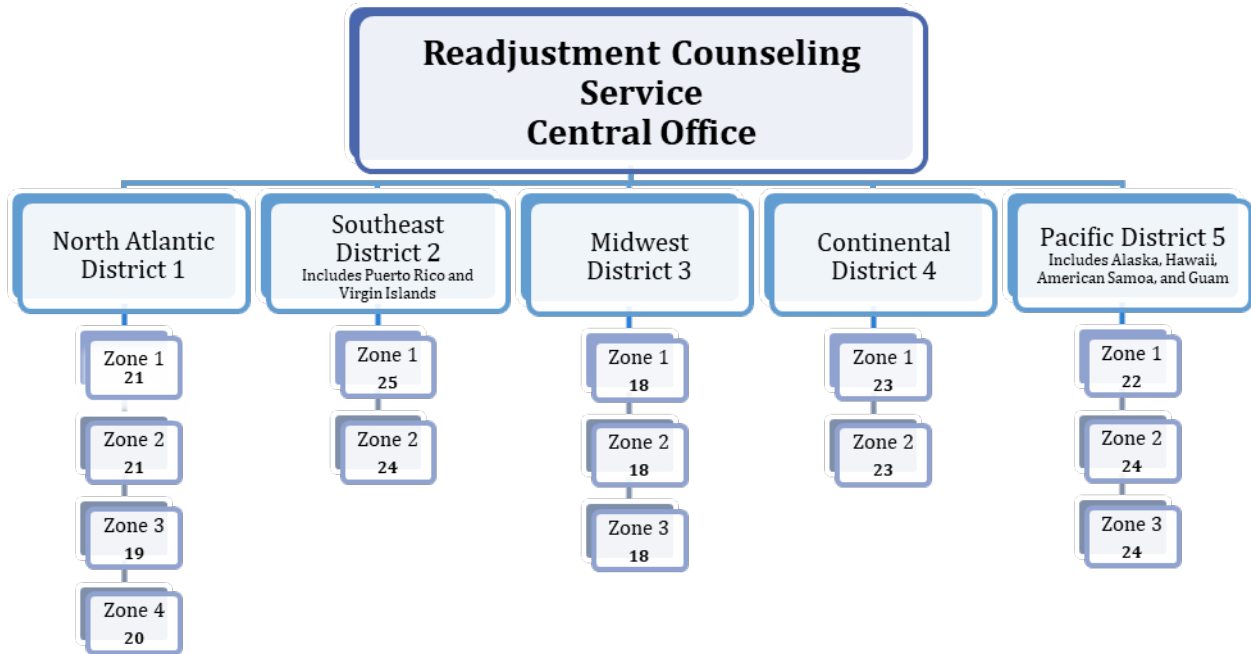 Readjustment Counseling
Service
Central Office
North Atlantic
District 1
Zone 1
21
Zone 2
21
Zone 3
19
Zone 4
20
Southeast
District 2
Includes Puerto Rico and
Virgin Islands
Zone 1
25
Zone 2
24
Midwest
District 3
Zone 1
18
Zone 2
18
Zone 3
18
Continental
District 4
Zone 1
23
Zone 2
23
Pacific District 5
Includes Alaska, Hawaii,
American Samoa, and Guam
Zone 1
22
Zone 2
24
Zone 3
24